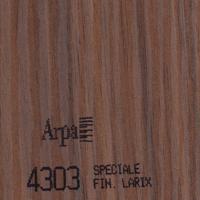 Arpa
4303 SPECIALE
FIN. LARIX